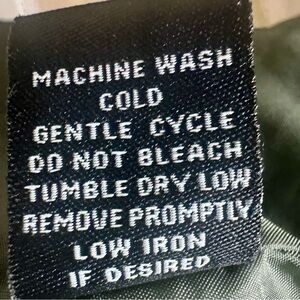 MACHINE WASH
COLD
GENTLE CYCLE
DO NOT BLEACH
TUMBLE DRY LOW
REMOVE PROMPTLY
LOW IRON
IF DESIRED